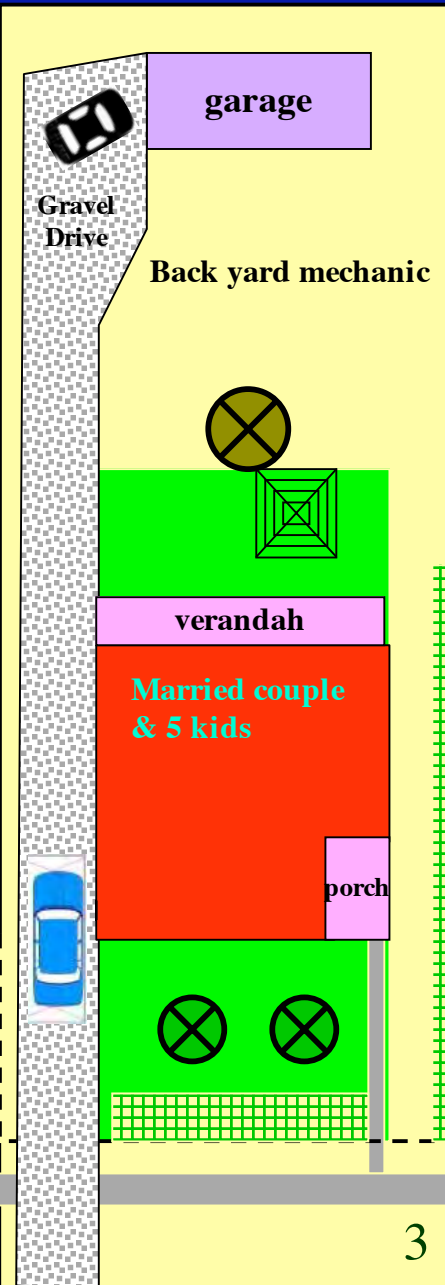 garage
Gravel
Drive
Back yard mechanic
verandah
Married couple
& 5 kids
porch
3